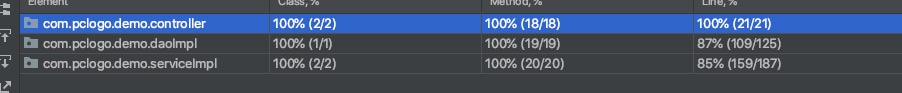 Element Class, % Method, % Line, %
com.pclogo.demo.controller 100% (2/2) 100% (18/18) 100% (21/21)
com.pclogo.demo.daoImpl 100% (1/1) 100% (19/19) 87% (109/125)
com.pclogo.demo.serviceImpl 100% (2/2) 100% (20/20) 85% (159/187)